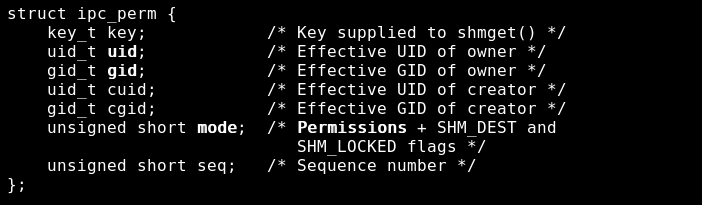 struct ipc_perm {
    key_t key;            /* Key supplied to shmget() */
    uid_t uid;            /* Effective UID of owner */
    gid_t gid;            /* Effective GID of owner */
    uid_t cuid;           /* Effective UID of creator */
    gid_t cgid;           /* Effective GID of creator */
    unsigned short mode;  /* Permissions + SHM_DEST and
                             SHM_LOCKED flags */
    unsigned short seq;   /* Sequence number */
};